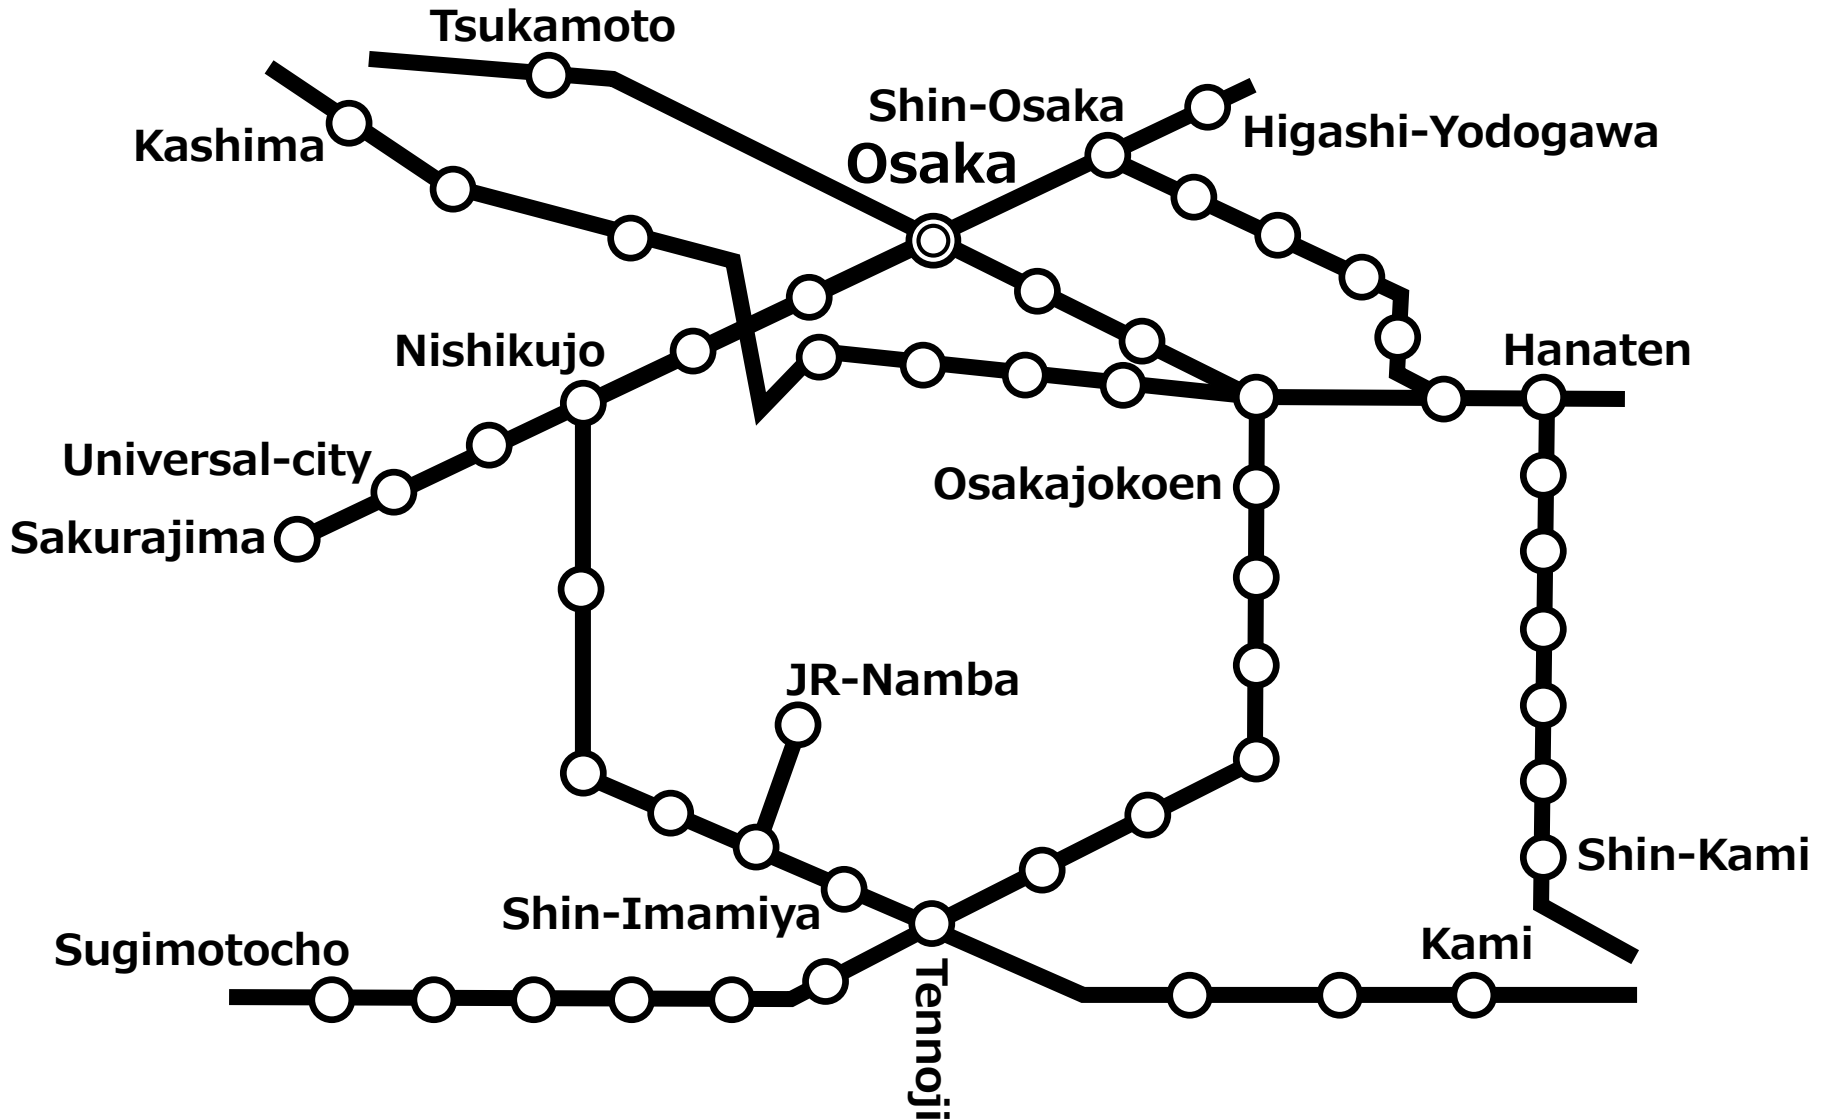 Tsukamoto
Shin-Osaka
Higashi-Yodogawa
Kashima
Osaka
Nishikujo
Hanaten
Universal-city
Osakajokoen
Sakurajima
JR-Namba
Shin-Kami
Shin-Imamiya
Kami
Sugimotocho
Tennoji